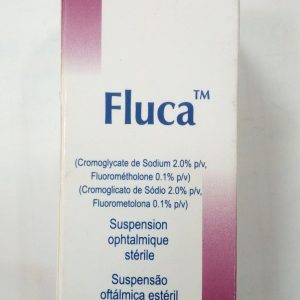 Fluca™
(Cromoglycate de Sodium 2.0% p/v,
Fluorométholone 0.1% p/v)
(Cromoglicato de Sódio 2.0% p/v,
Fluorometolona 0.1% p/v)
Suspension
ophtalmique
stérile
Suspensão
oftálmica estéril